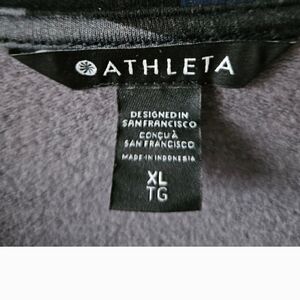 ATHLETA
DESIGNED IN
SAN FRANCISCO
CONÇU À
SAN FRANCISCO
MADE IN INDONESIA
XL
TG